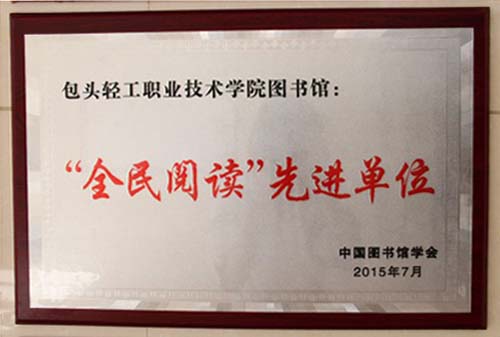 包头轻工职业技术学院图书馆：
“全民阅读”先进单位
中国图书馆学会
2015年7月